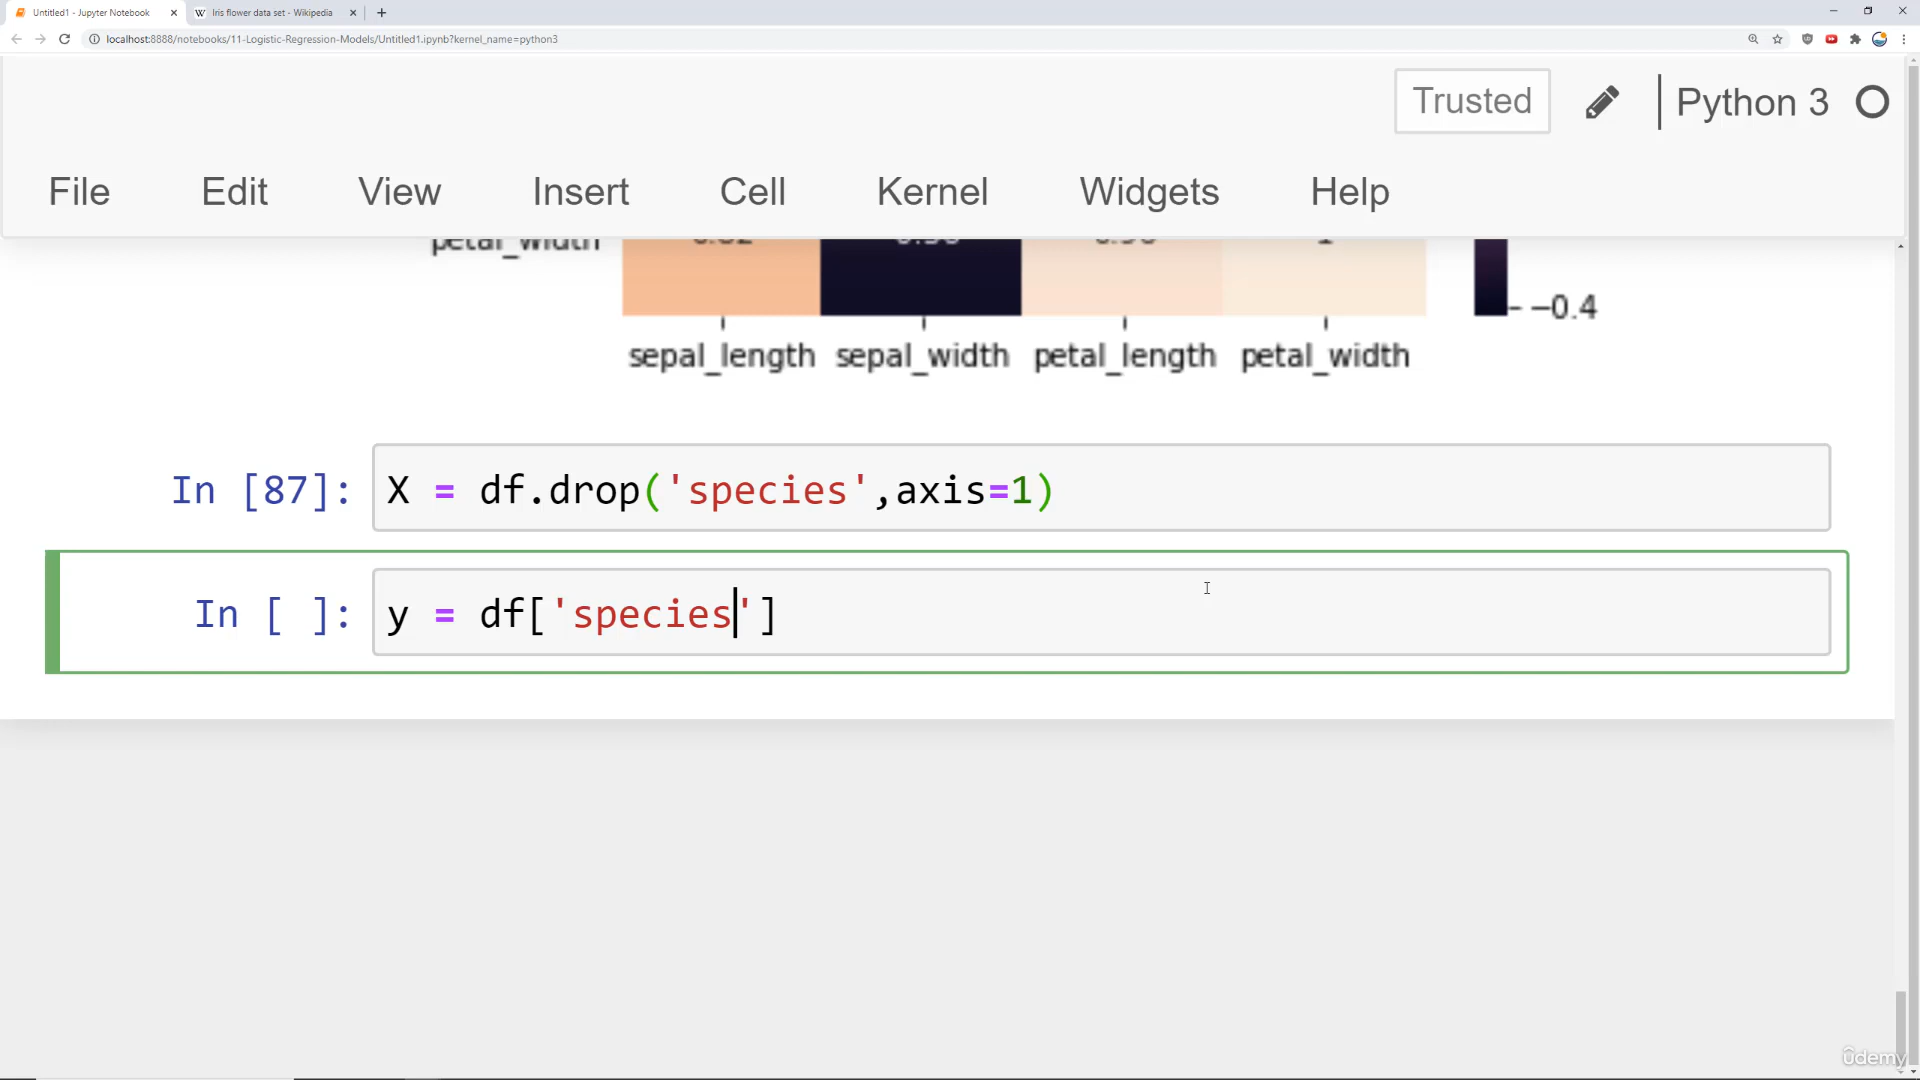 Untitled1 - Jupyter Notebook
W Iris flower data set - Wikipedia
localhost:8888/notebooks/11-Logistic-Regression-Models/Untitled1.ipynb?kernel_name=python3
Trusted
Python 3
File Edit View Insert Cell Kernel Widgets Help
petal_width
−0.4
sepal_length sepal_width petal_length petal_width
In [87]: X = df.drop('species',axis=1)
In [ ]: y = df['species']
ûdemy